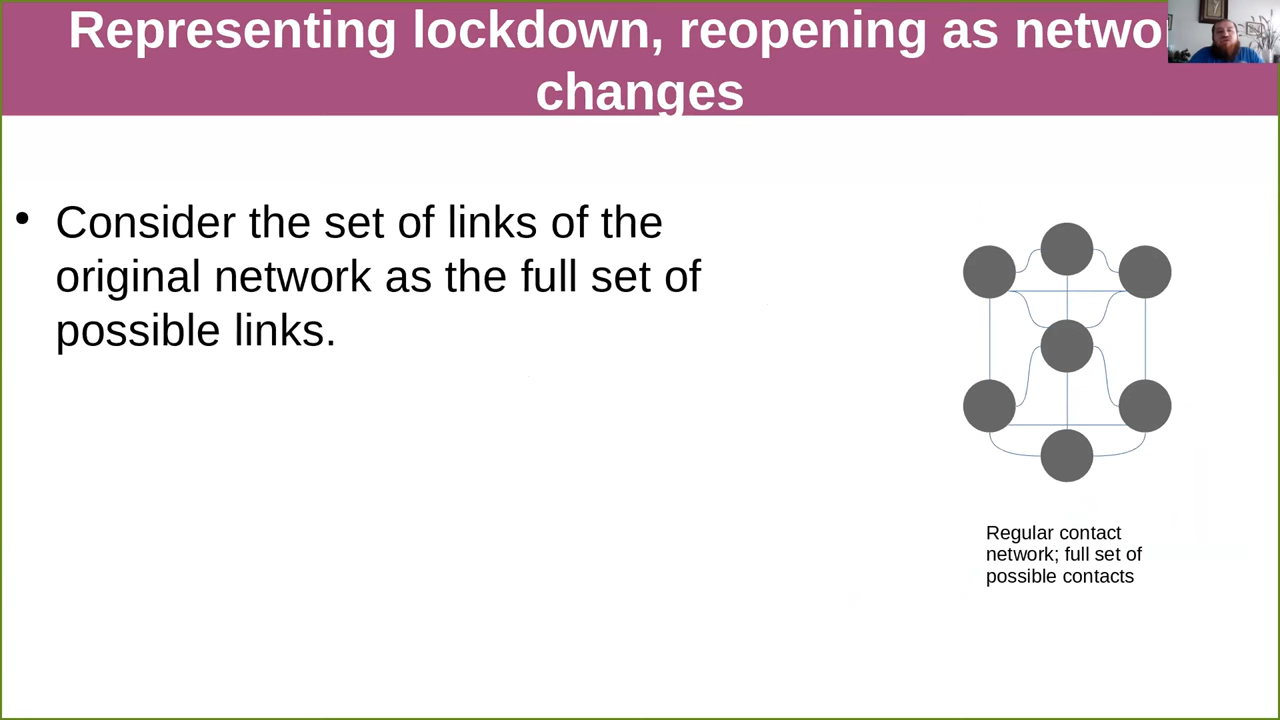 Representing lockdown, reopening as netwo
changes
• Consider the set of links of the
original network as the full set of
possible links.
Regular contact
network; full set of
possible contacts